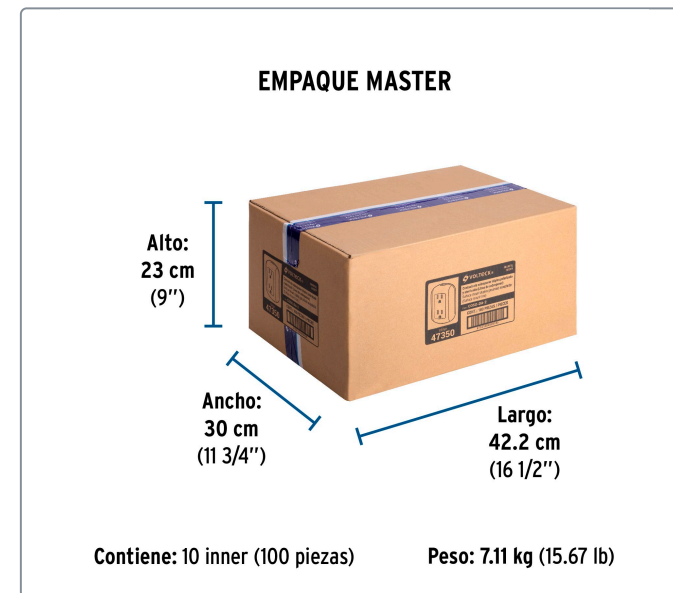 EMPAQUE MASTER
Alto:
23 cm
(9’’)
Ancho:
30 cm
(11 3/4’’)
Largo:
42.2 cm
(16 1/2’’)
VOLTECK
47350
47350
Contiene: 10 inner (100 piezas)
Peso: 7.11 kg (15.67 lb)